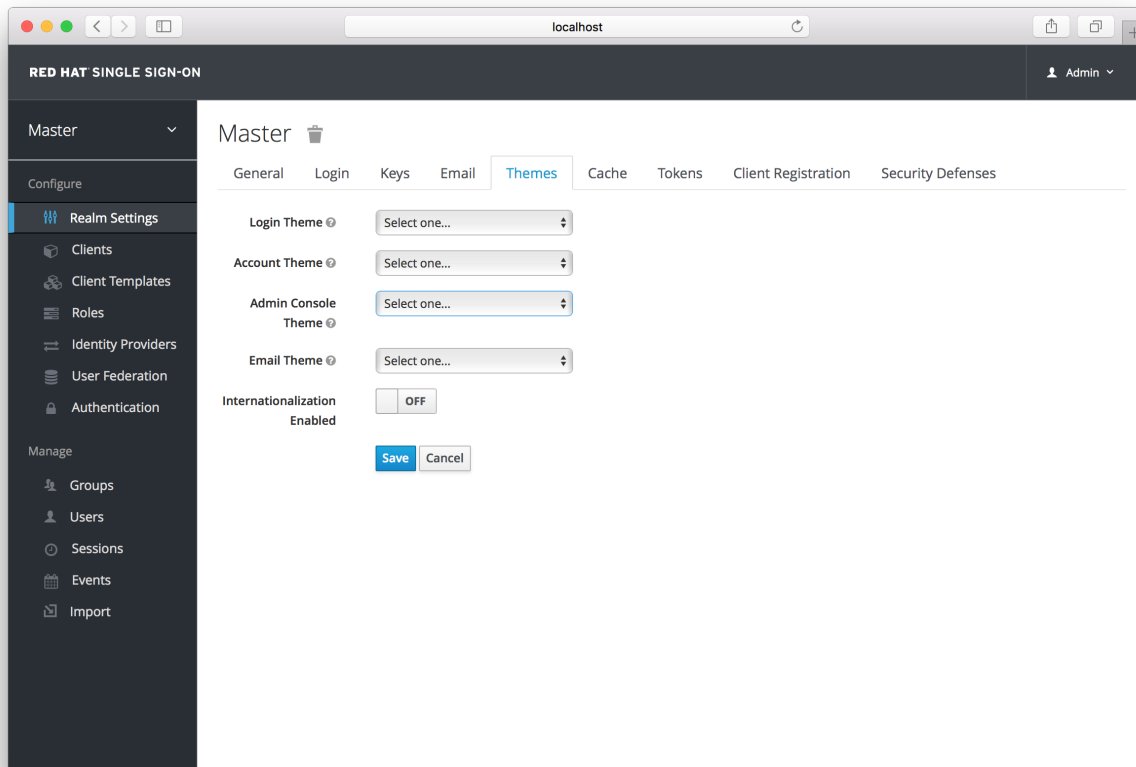 localhost
RED HAT SINGLE SIGN-ON
Admin
Master
Configure
Realm Settings
Clients
Client Templates
Roles
Identity Providers
User Federation
Authentication
Manage
Groups
Users
Sessions
Events
Import
Master
General Login Keys Email Themes Cache Tokens Client Registration Security Defenses
Login Theme Select one...
Account Theme Select one...
Admin Console Select one...
Theme
Email Theme Select one...
Internationalization OFF
Enabled
Save Cancel